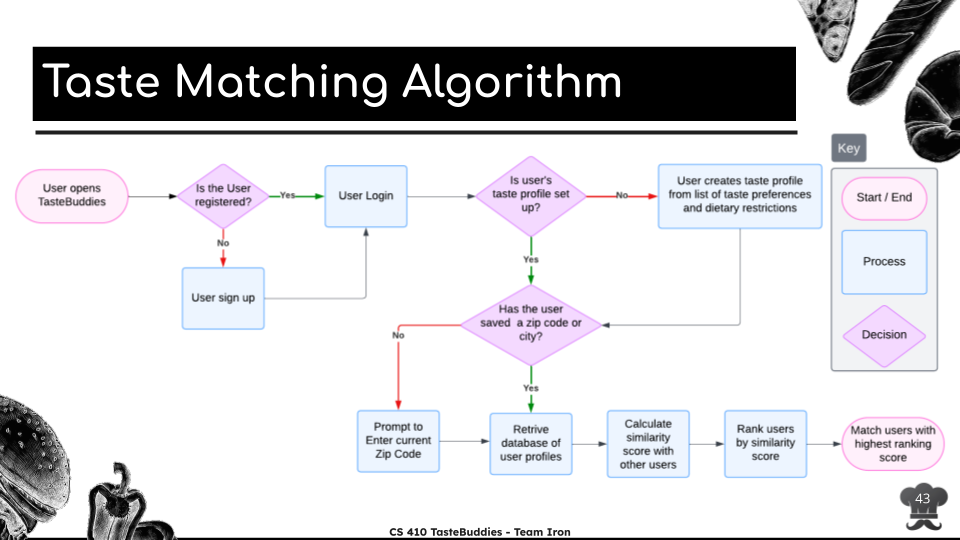 Taste Matching Algorithm
Key
User opens
TasteBuddies
Is the User
registered?
Yes
User Login
Is user's
taste profile set
up?
No
User creates taste profile
from list of taste preferences
and dietary restrictions
Start / End
Process
Decision
No
User sign up
Yes
Has the user
saved a zip code or
city?
No
Yes
Prompt to
Enter current
Zip Code
Retrive
database of
user profiles
Calculate
similarity
score with
other users
Rank users
by similarity
score
Match users with
highest ranking
score
43
CS 410 TasteBuddies - Team Iron